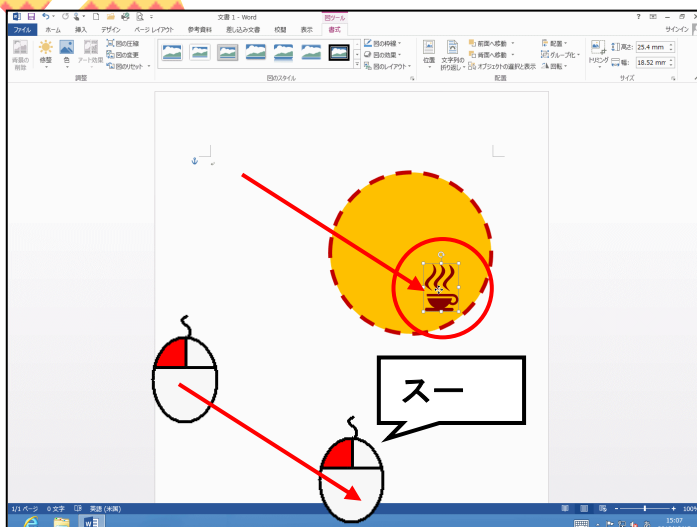 文書 1 - Word
図ツール
ファイル ホーム 挿入 デザイン ページ レイアウト 参考資料 差し込み文書 校閲 表示 書式
サインイン
背景の削除
修整
色
アート効果
図の圧縮
図の変更
図のリセット
調整
図のスタイル
図の枠線
図の効果
図のレイアウト
位置
文字列の折り返し
前面へ移動
背面へ移動
オブジェクトの選択と表示
配置
グループ化
回転
配置
トリミング
高さ: 25.4 mm
幅: 18.52 mm
サイズ
スー
1/1 ページ 0 文字 英語 (米国)
100%
15:07